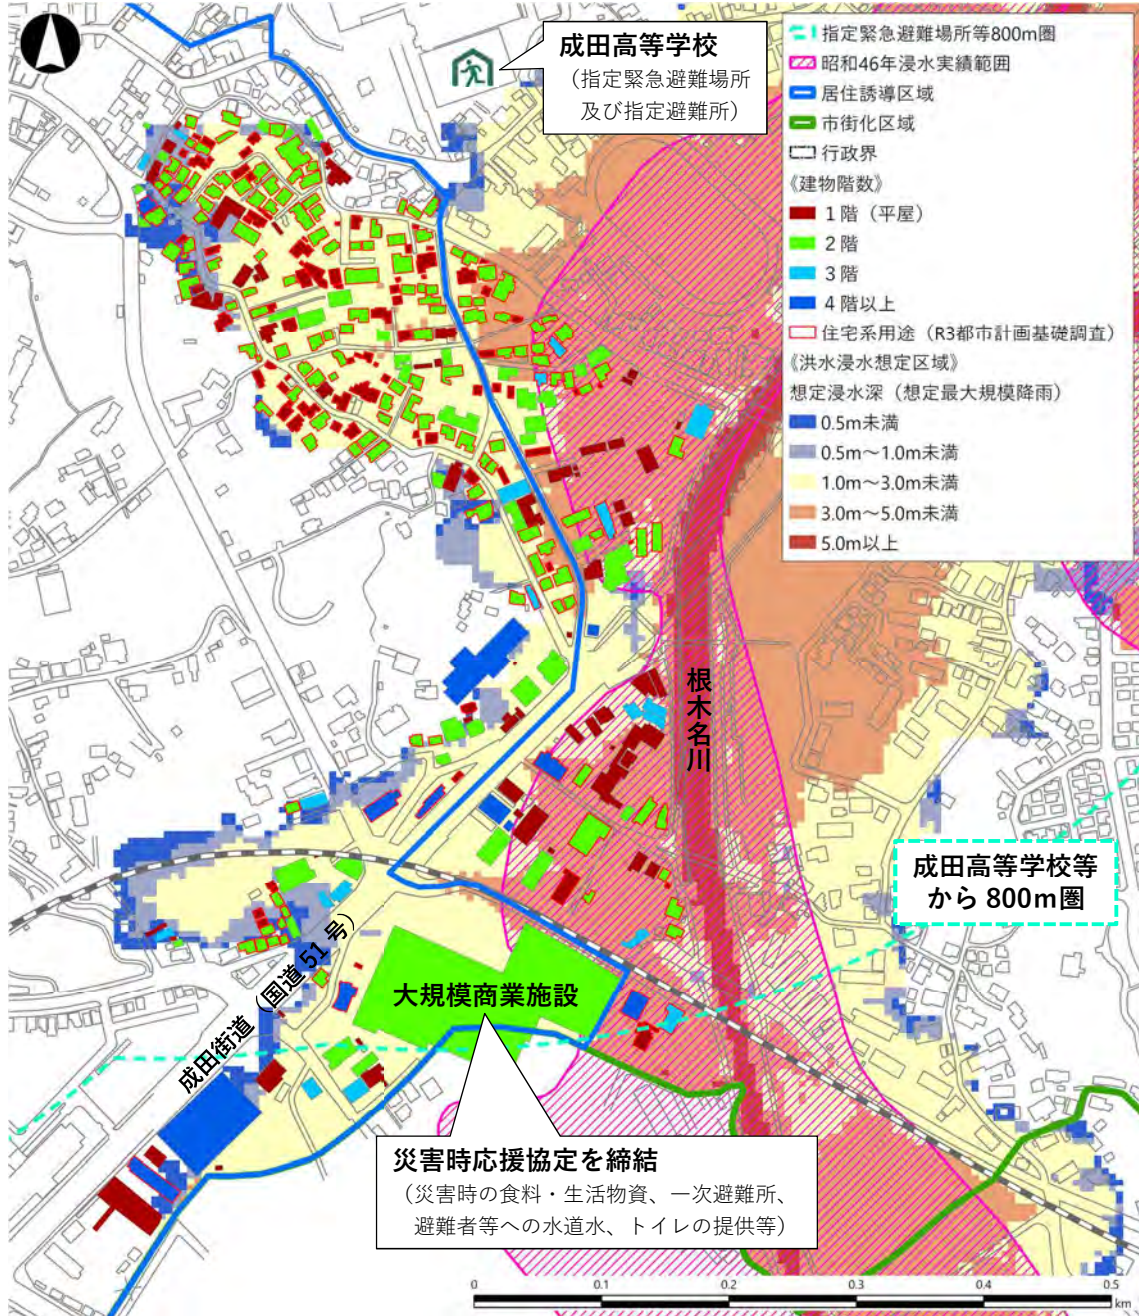 成田高等学校
（指定緊急避難場所
及び指定避難所）
指定緊急避難場所等800m圏
昭和46年浸水実績範囲
居住誘導区域
市街化区域
行政界
《建物階数》
1階（平屋）
2階
3階
4階以上
住宅系用途（R3都市計画基礎調査）
《洪水浸水想定区域》
想定浸水深（想定最大規模降雨）
0.5m未満
0.5m～1.0m未満
1.0m～3.0m未満
3.0m～5.0m未満
5.0m以上
根木名川
成田高等学校等
から 800m圏
成田街道（国道 51 号）
大規模商業施設
災害時応援協定を締結
（災害時の食料・生活物資、一次避難所、
避難者等への水道水、トイレの提供等）
0 0.1 0.2 0.3 0.4 0.5
km